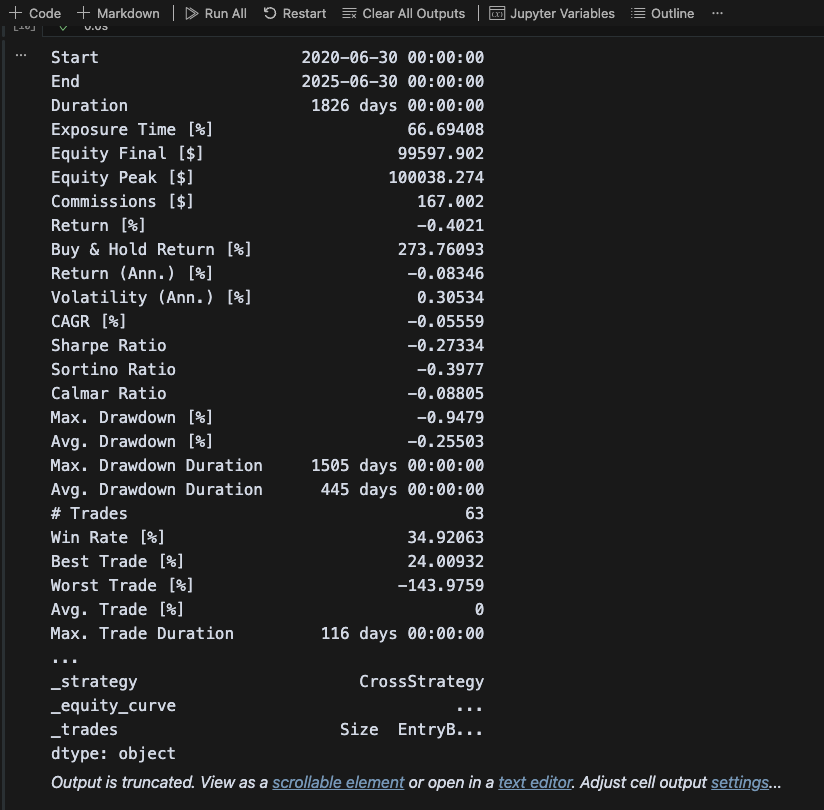 + Code + Markdown | Run All Restart Clear All Outputs | Jupyter Variables Outline ...
... Start 2020-06-30 00:00:00
End 2025-06-30 00:00:00
Duration 1826 days 00:00:00
Exposure Time [%] 66.69408
Equity Final [$] 99597.902
Equity Peak [$] 100038.274
Commissions [$] 167.002
Return [%] -0.4021
Buy & Hold Return [%] 273.76093
Return (Ann.) [%] -0.08346
Volatility (Ann.) [%] 0.30534
CAGR [%] -0.05559
Sharpe Ratio -0.27334
Sortino Ratio -0.3977
Calmar Ratio -0.08805
Max. Drawdown [%] -0.9479
Avg. Drawdown [%] -0.25503
Max. Drawdown Duration 1505 days 00:00:00
Avg. Drawdown Duration 445 days 00:00:00
# Trades 63
Win Rate [%] 34.92063
Best Trade [%] 24.00932
Worst Trade [%] -143.9759
Avg. Trade [%] 0
Max. Trade Duration 116 days 00:00:00
...
_strategy CrossStrategy
_equity_curve ...
_trades Size EntryB...
dtype: object
Output is truncated. View as a scrollable element or open in a text editor. Adjust cell output settings...